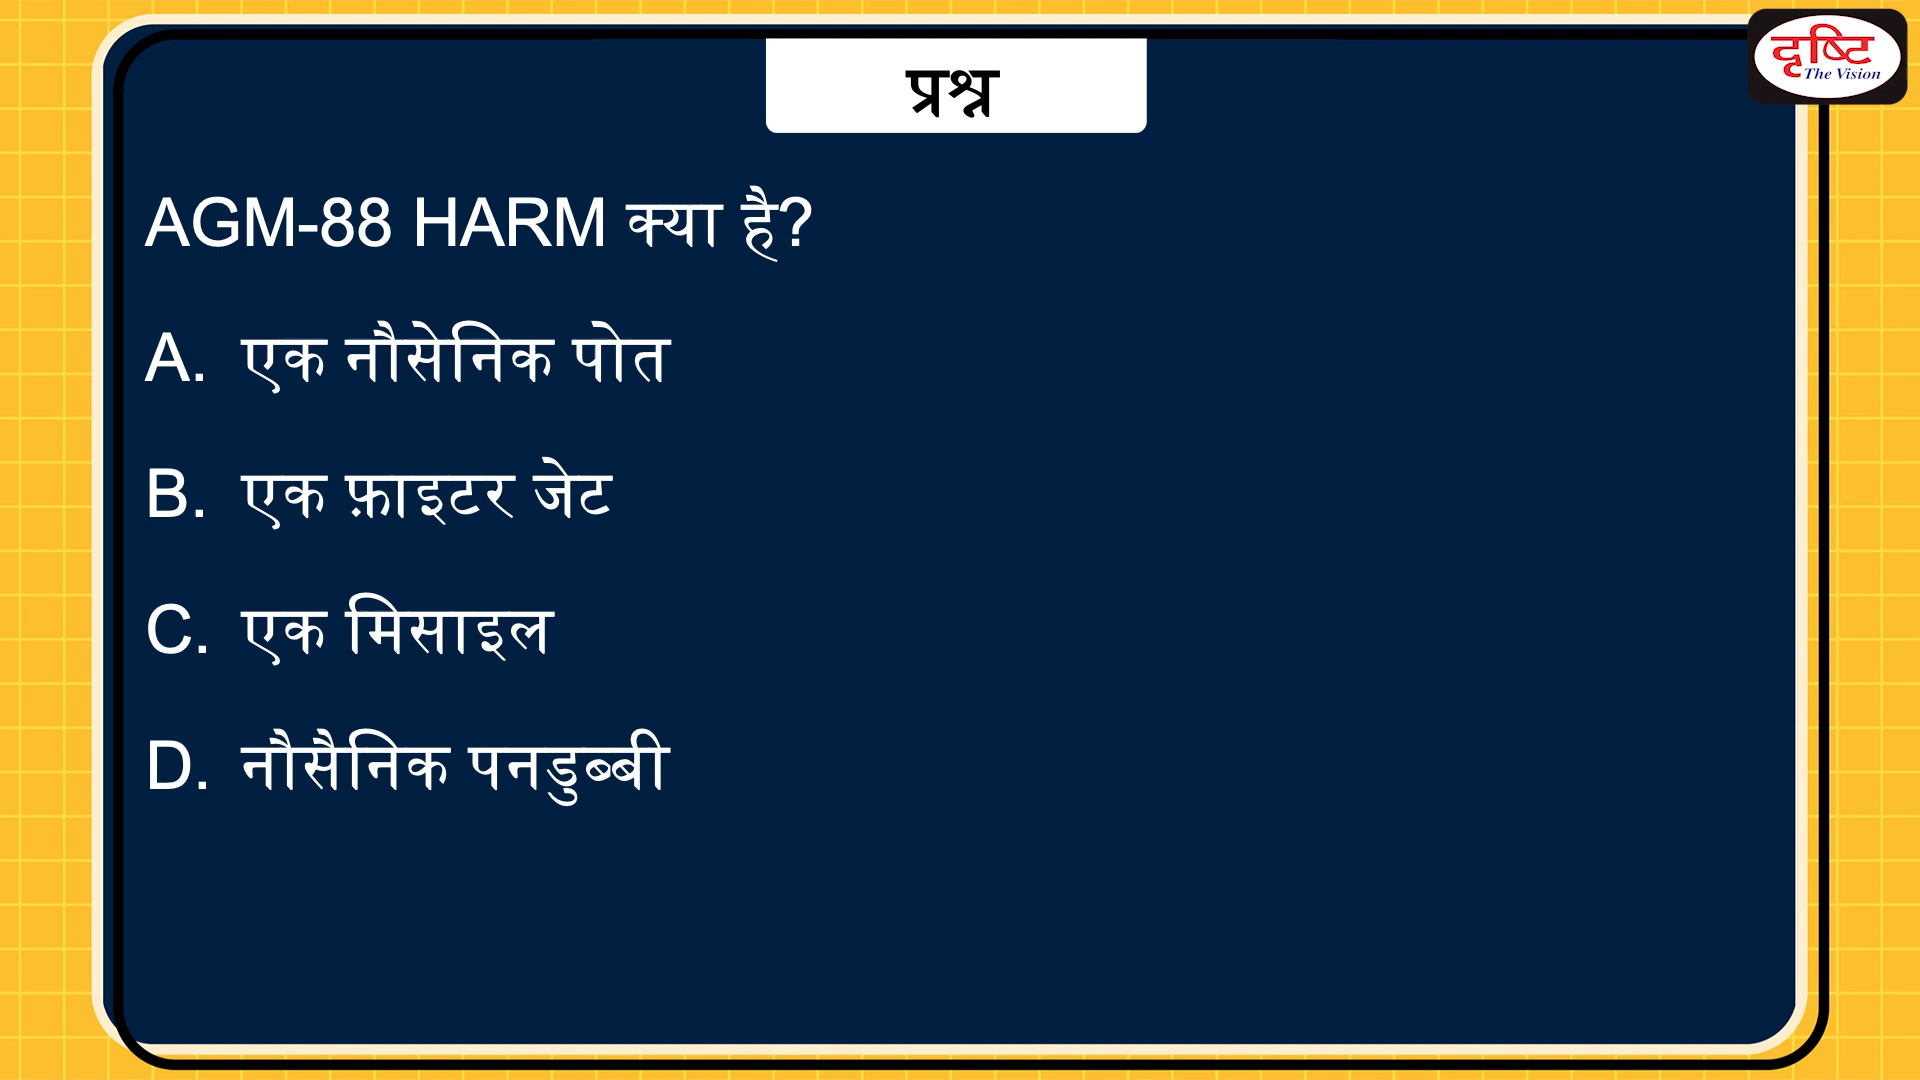 दृष्टि
The Vision
प्रश्न
AGM-88 HARM क्या है?
A. एक नौसेनिक पोत
B. एक फ़ाइटर जेट
C. एक मिसाइल
D. नौसैनिक पनडुब्बी